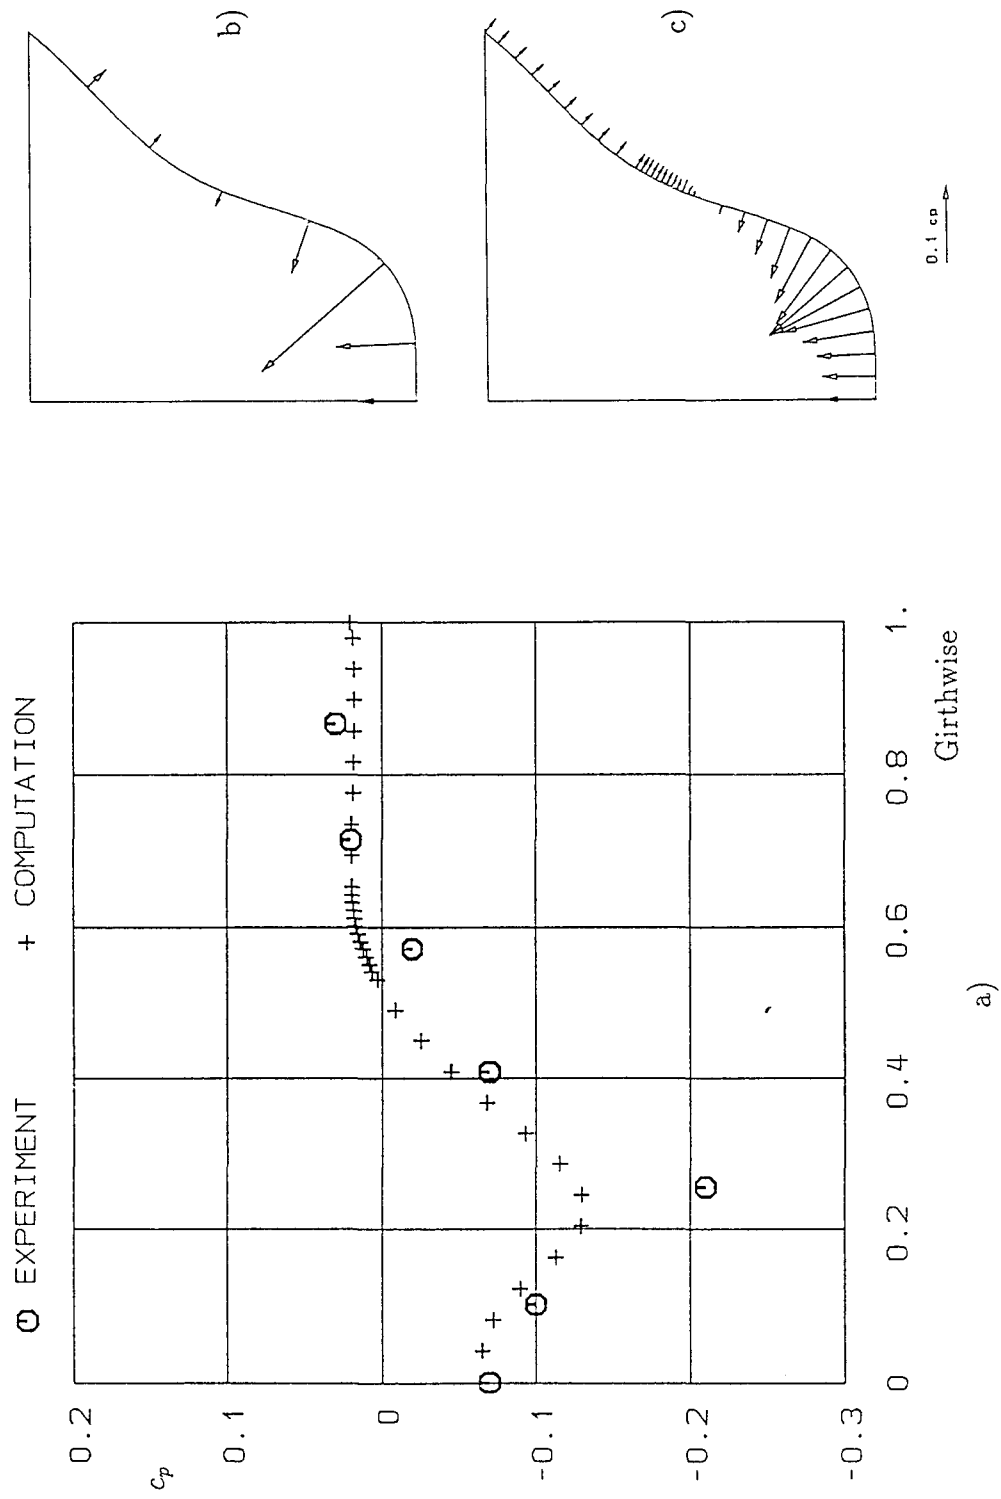 O EXPERIMENT + COMPUTATION
0.2
0.1
0
-0.1
-0.2
-0.3
c_p
0 0.2 0.4 0.6 0.8 1.
Girthwise
a)
b)
c)
0.1 cp